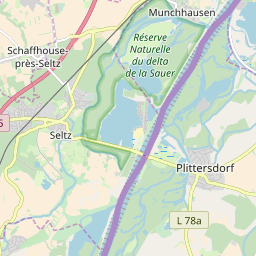 Munchhausen
Schaffhouse-
près-Seltz
Réserve
Naturelle
du delta
de la Sauer
Seltz
Plittersdorf
L 78a